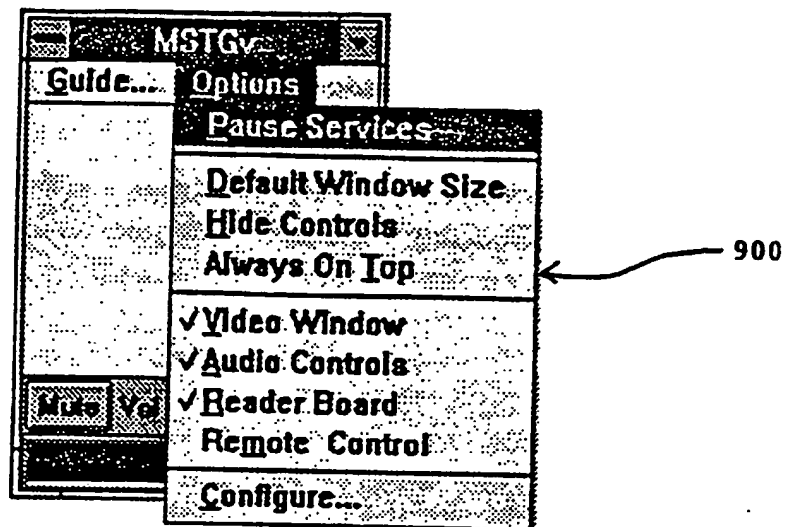 MSTGv
Guide... Options
Pause Services
Default Window Size
Hide Controls
Always On Top
900
✓Video Window
✓Audio Controls
✓Reader Board
Remote Control
Configure...
Mute Vol